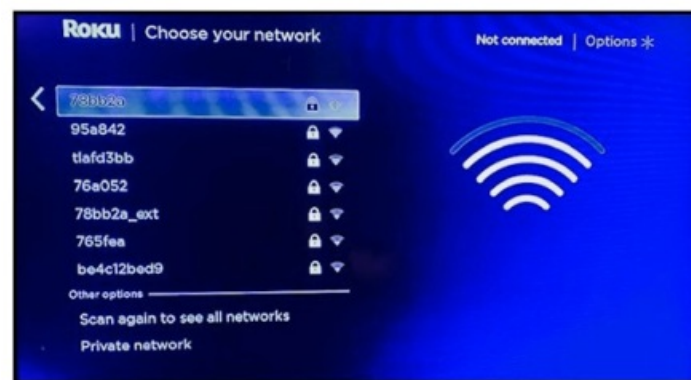 Roku | Choose your network
Not connected | Options
78bb2a
95a842
tlafd3bb
76a052
78bb2a_ext
765fea
be4c12bed9
Other options
Scan again to see all networks
Private network